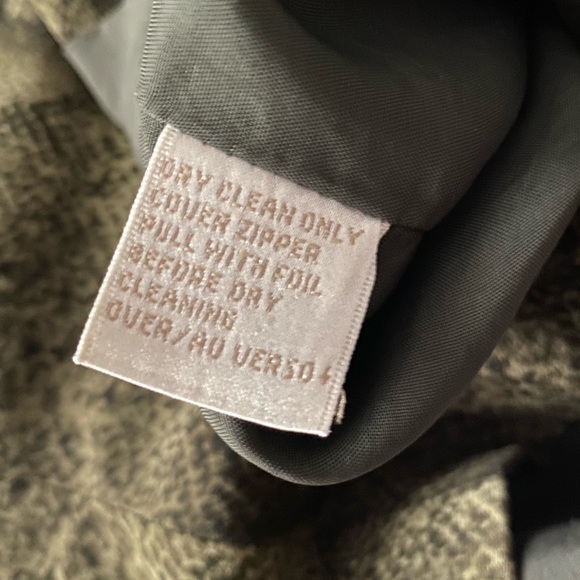 DRY CLEAN ONLY
COVER ZIPPER
PULL WITH FOIL
BEFORE DRY
CLEANING
OVER/AU VERSO